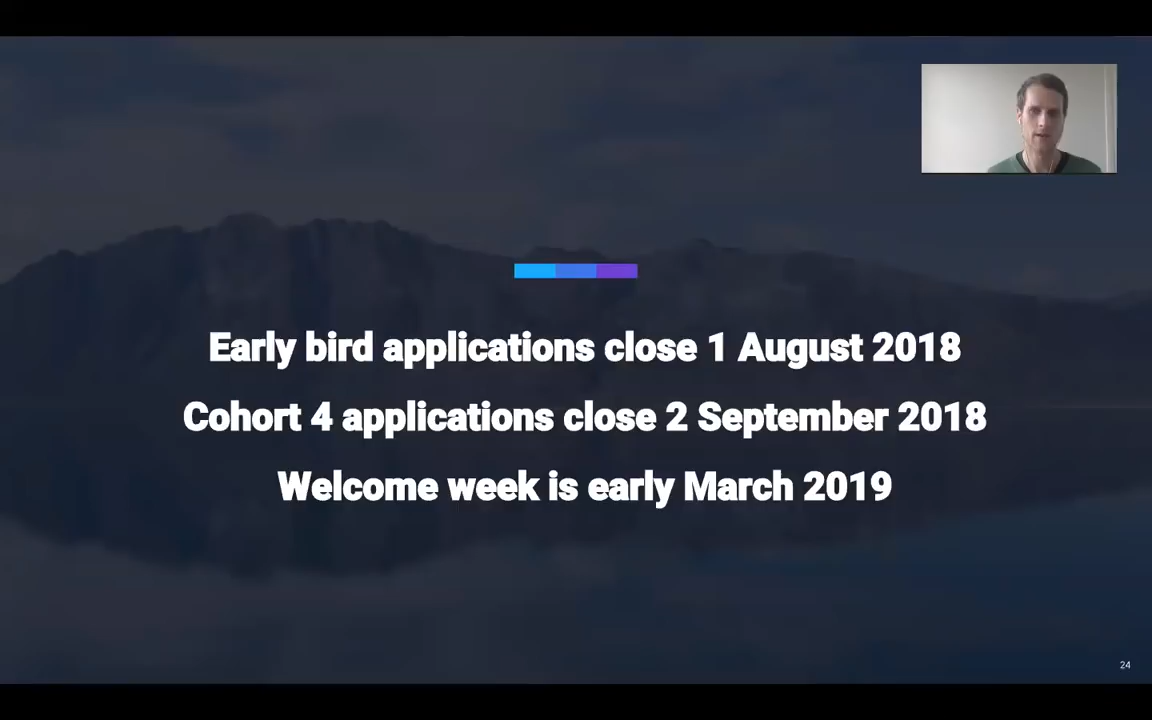 Early bird applications close 1 August 2018
Cohort 4 applications close 2 September 2018
Welcome week is early March 2019
24